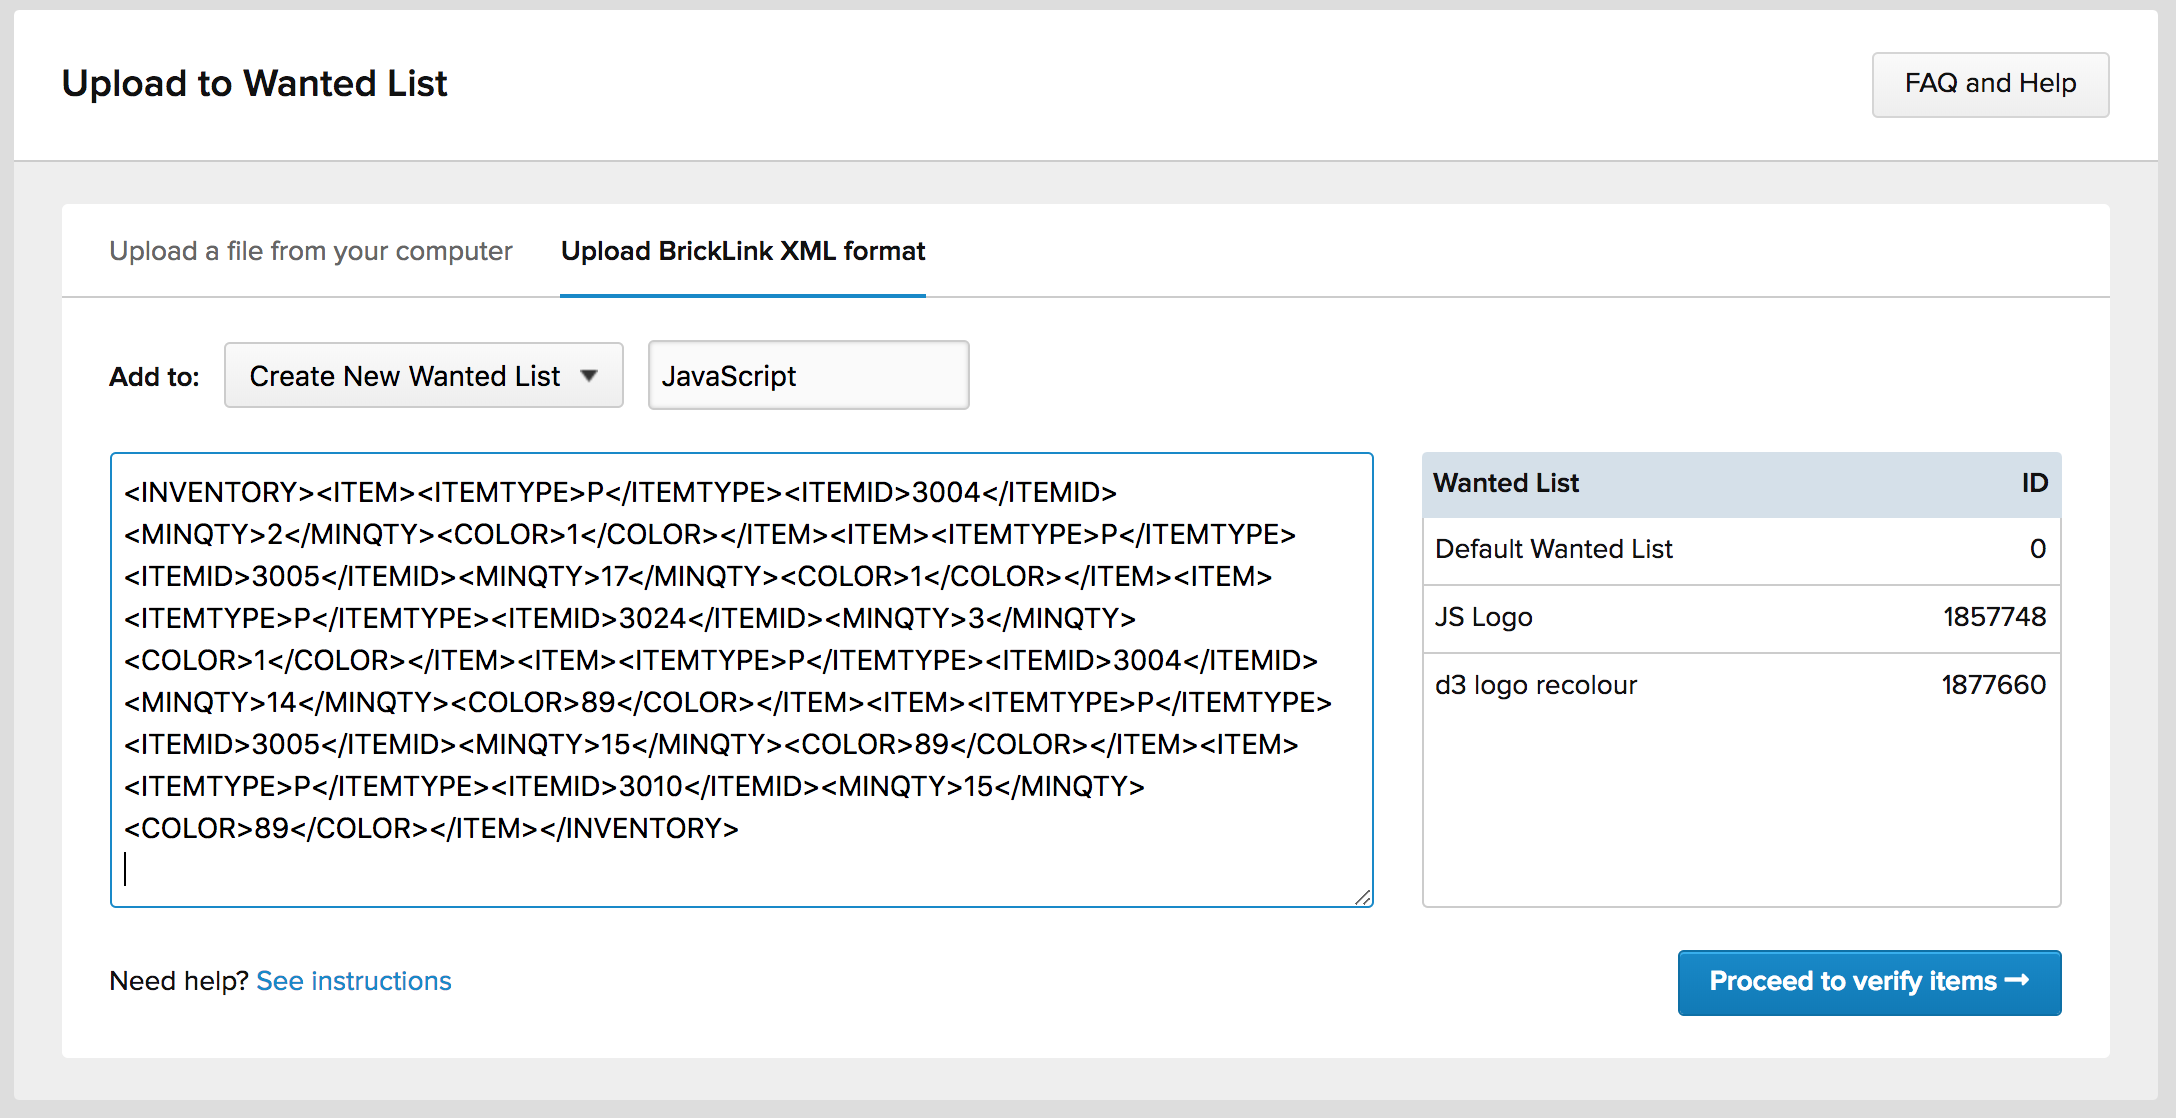 Upload to Wanted List
FAQ and Help
Upload a file from your computer
Upload BrickLink XML format
Add to:
Create New Wanted List
JavaScript
<INVENTORY><ITEM><ITEMTYPE>P</ITEMTYPE><ITEMID>3004</ITEMID>
<MINQTY>2</MINQTY><COLOR>1</COLOR></ITEM><ITEM><ITEMTYPE>P</ITEMTYPE>
<ITEMID>3005</ITEMID><MINQTY>17</MINQTY><COLOR>1</COLOR></ITEM><ITEM>
<ITEMTYPE>P</ITEMTYPE><ITEMID>3024</ITEMID><MINQTY>3</MINQTY>
<COLOR>1</COLOR></ITEM><ITEM><ITEMTYPE>P</ITEMTYPE><ITEMID>3004</ITEMID>
<MINQTY>14</MINQTY><COLOR>89</COLOR></ITEM><ITEM><ITEMTYPE>P</ITEMTYPE>
<ITEMID>3005</ITEMID><MINQTY>15</MINQTY><COLOR>89</COLOR></ITEM><ITEM>
<ITEMTYPE>P</ITEMTYPE><ITEMID>3010</ITEMID><MINQTY>15</MINQTY>
<COLOR>89</COLOR></ITEM></INVENTORY>
Wanted List ID
Default Wanted List 0
JS Logo 1857748
d3 logo recolour 1877660
Need help? See instructions
Proceed to verify items →